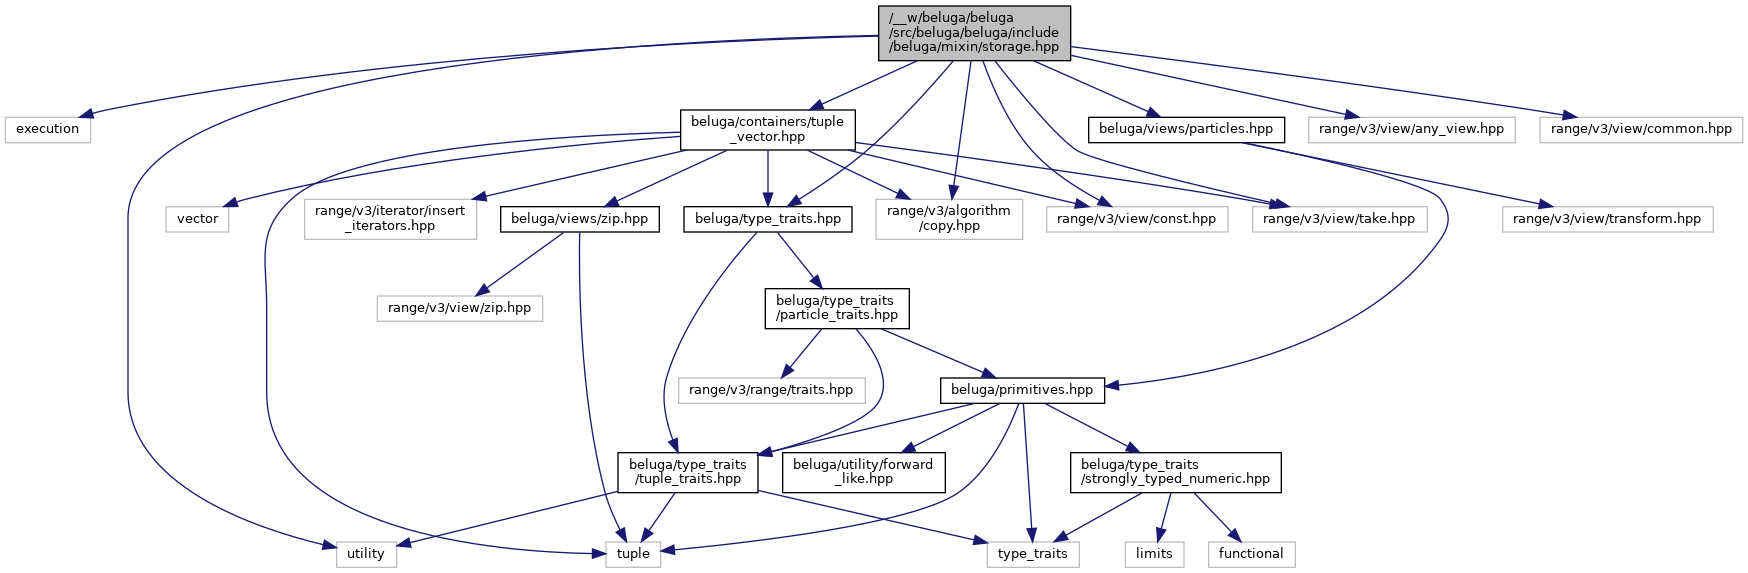 /__w/beluga/beluga
/src/beluga/beluga/include
/beluga/mixin/storage.hpp
execution
beluga/containers/tuple
_vector.hpp
beluga/views/particles.hpp
range/v3/view/any_view.hpp
range/v3/view/common.hpp
vector
range/v3/iterator/insert
_iterators.hpp
beluga/views/zip.hpp
beluga/type_traits.hpp
range/v3/algorithm
/copy.hpp
range/v3/view/const.hpp
range/v3/view/take.hpp
range/v3/view/transform.hpp
range/v3/view/zip.hpp
beluga/type_traits
/particle_traits.hpp
range/v3/range/traits.hpp
beluga/primitives.hpp
beluga/type_traits
/tuple_traits.hpp
beluga/utility/forward
_like.hpp
beluga/type_traits
/strongly_typed_numeric.hpp
utility
tuple
type_traits
limits
functional